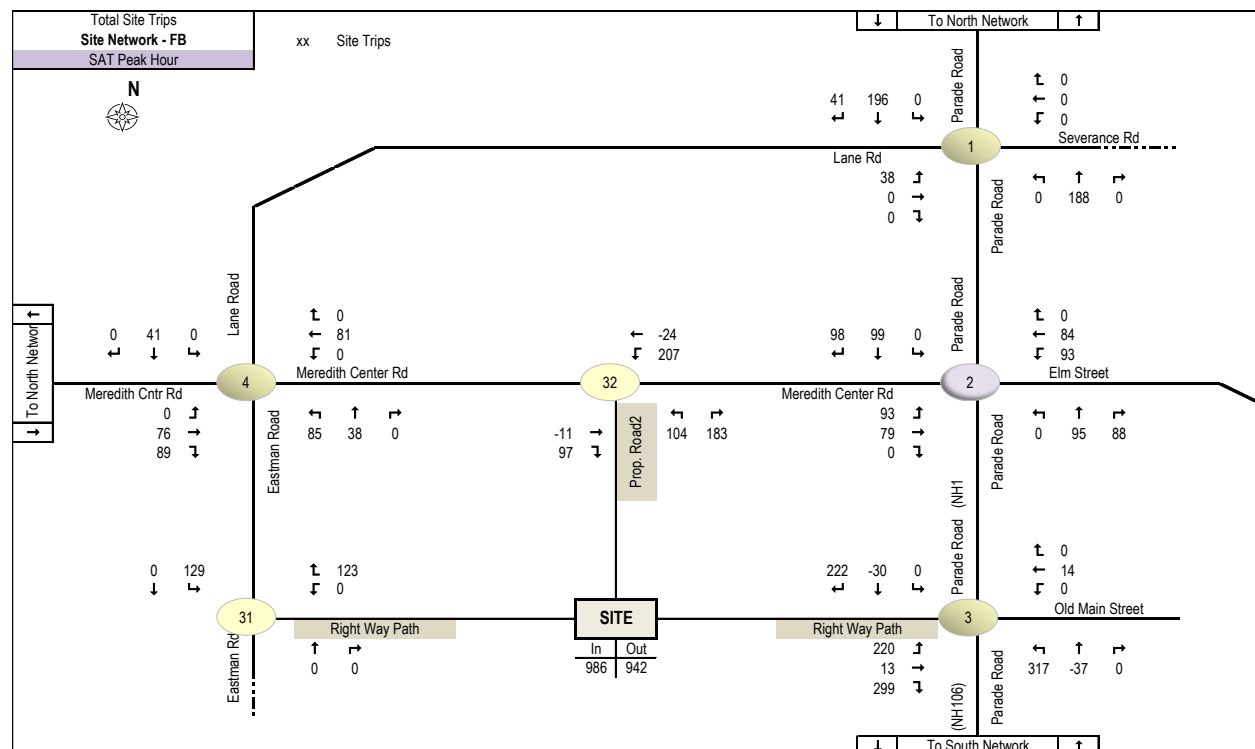 Total Site Trips
Site Network - FB
SAT Peak Hour
xx Site Trips
N
↓ To North Network ↑
Parade Road
41 196 0
↵ ↓ ↳
↑ 0
← 0
↓ 0
1
Severance Rd
Lane Rd
38
0 →
0
Parade Road
↑
0 188 0
Lane Road
← To North Networ →
0 41 0
↓
0
← 81
0
4
Meredith Center Rd
Meredith Cntr Rd
0
76 →
89
Eastman Road
↑
85 38 0
← -24
207
32
-11 →
97
Prop. Road2
104 183
Parade Road
98 99 0
↓
0
← 84
93
2
Elm Street
Meredith Center Rd
93
79 →
0
Parade Road
↑
0 95 88
0 129
↓
123
0
31
Right Way Path
Eastman Rd
↑
0 0
SITE
In Out
986 942
Parade Road (NH1
222 -30 0
↓
0
← 14
0
3
Old Main Street
Right Way Path
220
13 →
299
(NH106)
Parade Road
↑
317 -37 0
↓ To South Network ↑